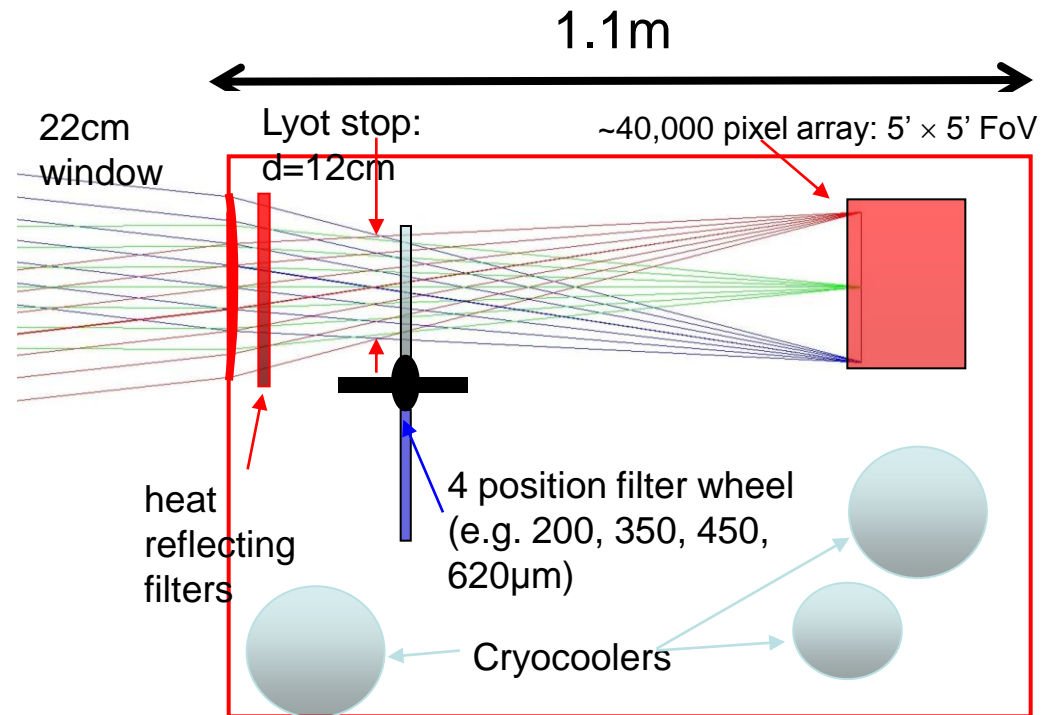 1.1m
22cm
window
Lyot stop:
d=12cm
~40,000 pixel array: 5’ × 5’ FoV
heat
reflecting
filters
4 position filter wheel
(e.g. 200, 350, 450,
620µm)
Cryocoolers